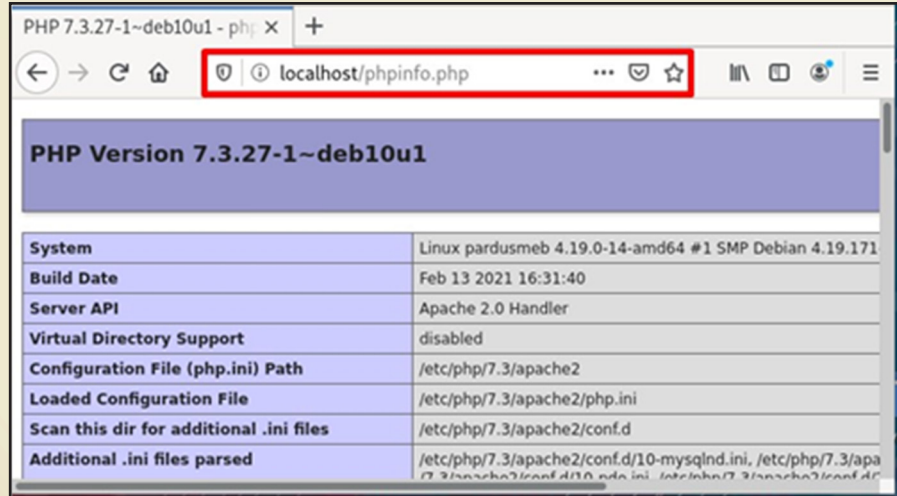 PHP 7.3.27-1~deb10u1 - php
localhost/phpinfo.php
PHP Version 7.3.27-1~deb10u1
System Linux pardusmeb 4.19.0-14-amd64 #1 SMP Debian 4.19.171
Build Date Feb 13 2021 16:31:40
Server API Apache 2.0 Handler
Virtual Directory Support disabled
Configuration File (php.ini) Path /etc/php/7.3/apache2
Loaded Configuration File /etc/php/7.3/apache2/php.ini
Scan this dir for additional .ini files /etc/php/7.3/apache2/conf.d
Additional .ini files parsed /etc/php/7.3/apache2/conf.d/10-mysqlnd.ini, /etc/php/7.3/apa